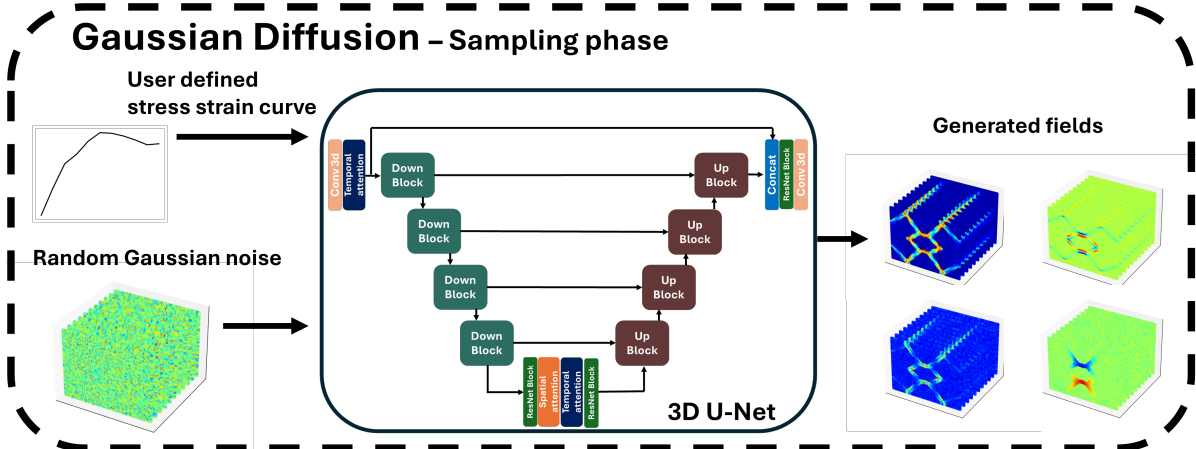 Gaussian Diffusion – Sampling phase
User defined
stress strain curve
Random Gaussian noise
Conv 3d
Temporal
attention
Down
Block
Down
Block
Down
Block
Down
Block
ResNet Block
Spatial
attention
Temporal
attention
ResNet Block
Up
Block
Up
Block
Up
Block
Up
Block
Concat
ResNet Block
Conv 3d
3D U-Net
Generated fields